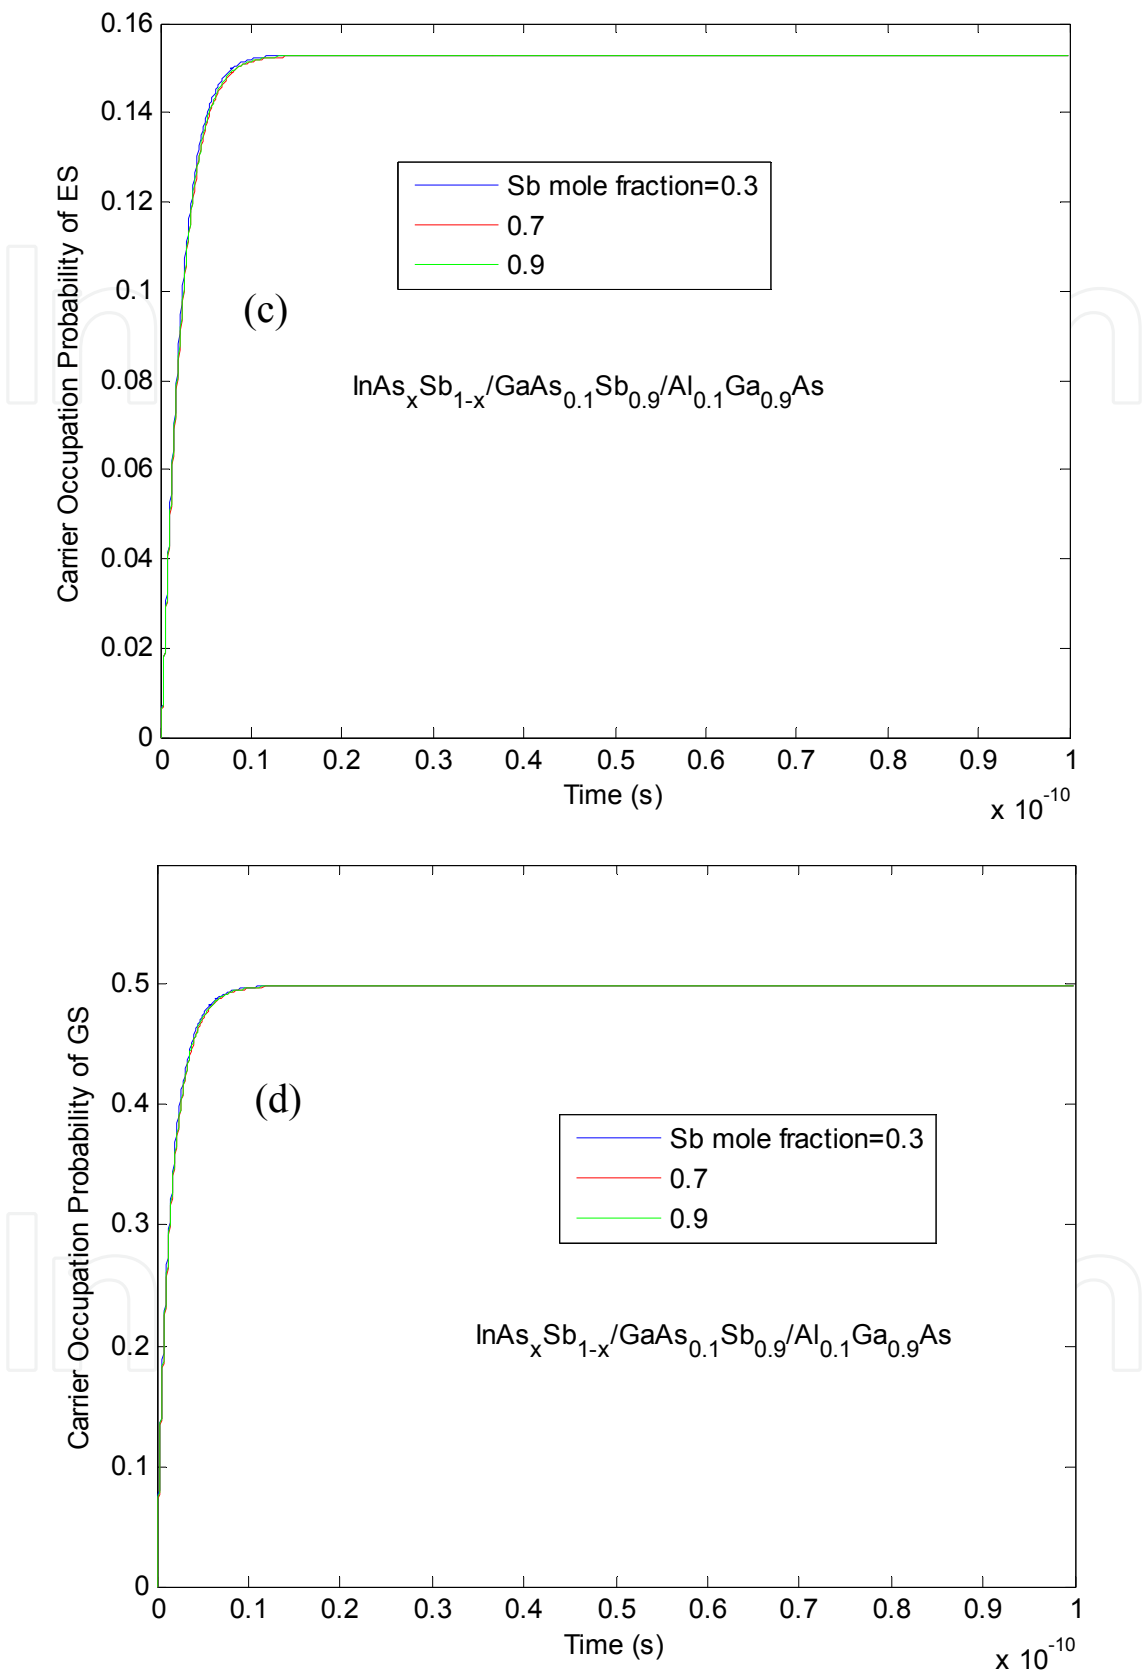 0.16
0.14
0.12
0.1
0.08
0.06
0.04
0.02
0
Carrier Occupation Probability of ES
Sb mole fraction=0.3
0.7
0.9
(c)
InAsxSb1-x/GaAs0.1Sb0.9/Al0.1Ga0.9As
0 0.1 0.2 0.3 0.4 0.5 0.6 0.7 0.8 0.9 1
Time (s)
x 10-10
0.5
0.4
0.3
0.2
0.1
0
Carrier Occupation Probability of GS
(d)
Sb mole fraction=0.3
0.7
0.9
InAsxSb1-x/GaAs0.1Sb0.9/Al0.1Ga0.9As
0 0.1 0.2 0.3 0.4 0.5 0.6 0.7 0.8 0.9 1
Time (s)
x 10-10